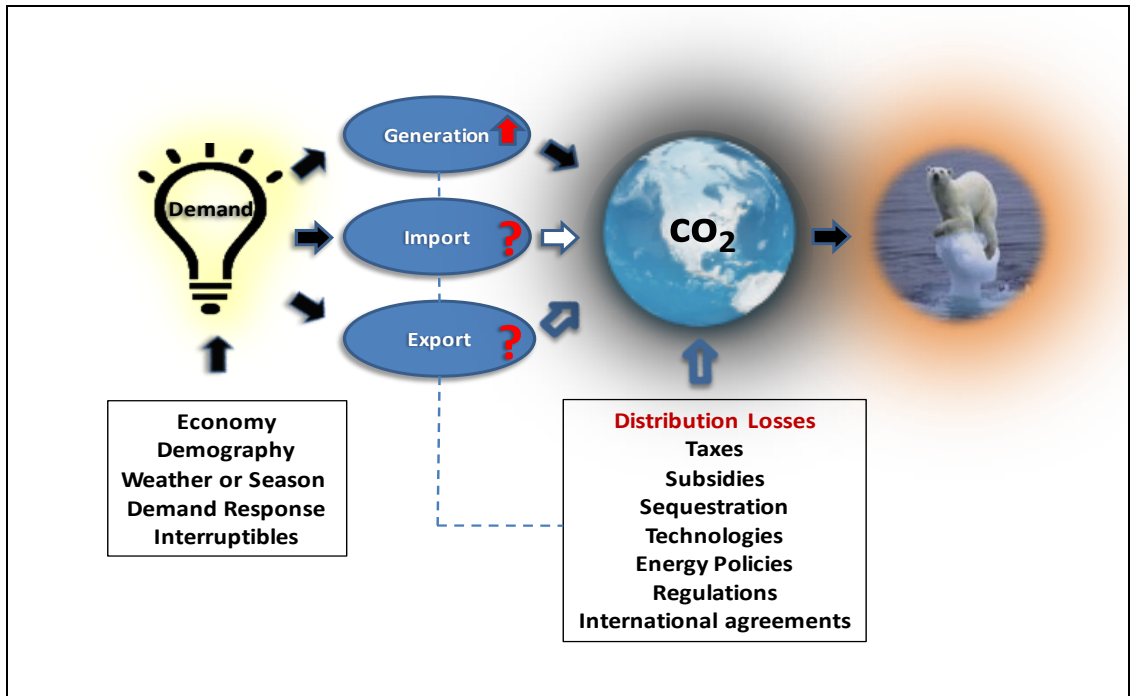 Generation
Demand
Import
?
CO₂
Export
?
Economy
Demography
Weather or Season
Demand Response
Interruptibles
Distribution Losses
Taxes
Subsidies
Sequestration
Technologies
Energy Policies
Regulations
International agreements